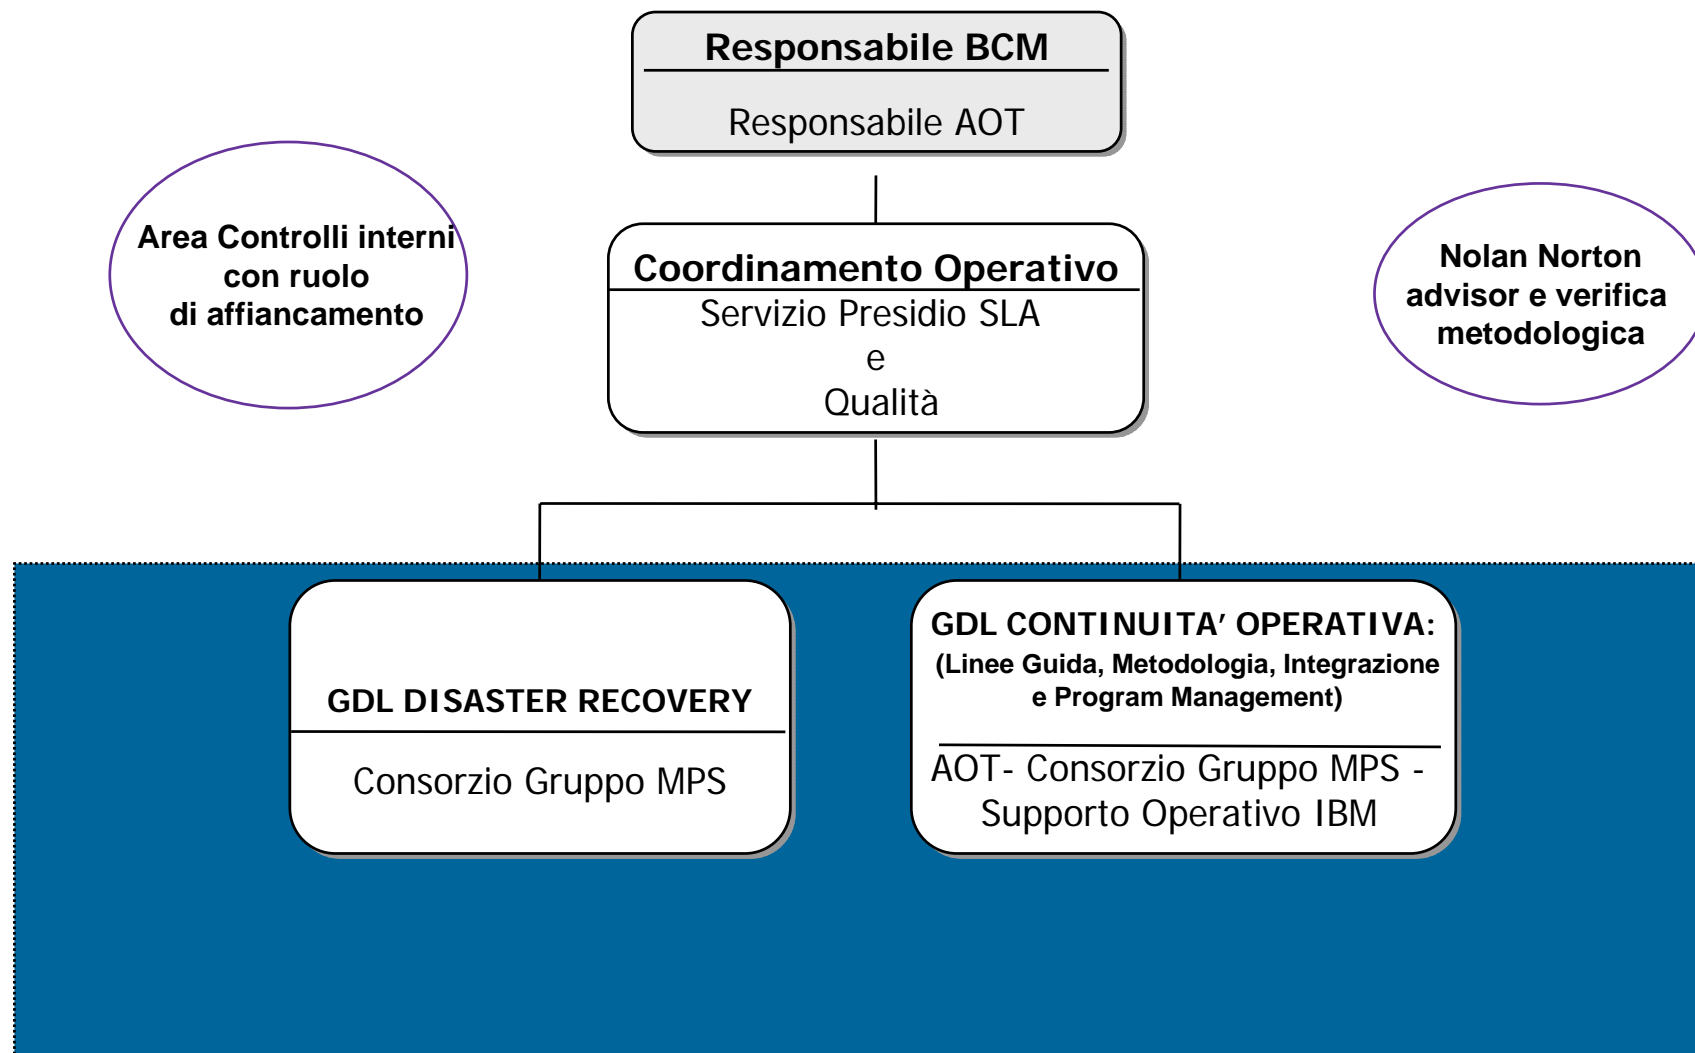 Responsabile BCM
Responsabile AOT
Area Controlli interni
con ruolo
di affiancamento
Coordinamento Operativo
Servizio Presidio SLA
e
Qualità
Nolan Norton
advisor e verifica
metodologica
GDL DISASTER RECOVERY
Consorzio Gruppo MPS
GDL CONTINUITA’ OPERATIVA:
(Linee Guida, Metodologia, Integrazione
e Program Management)
AOT- Consorzio Gruppo MPS -
Supporto Operativo IBM